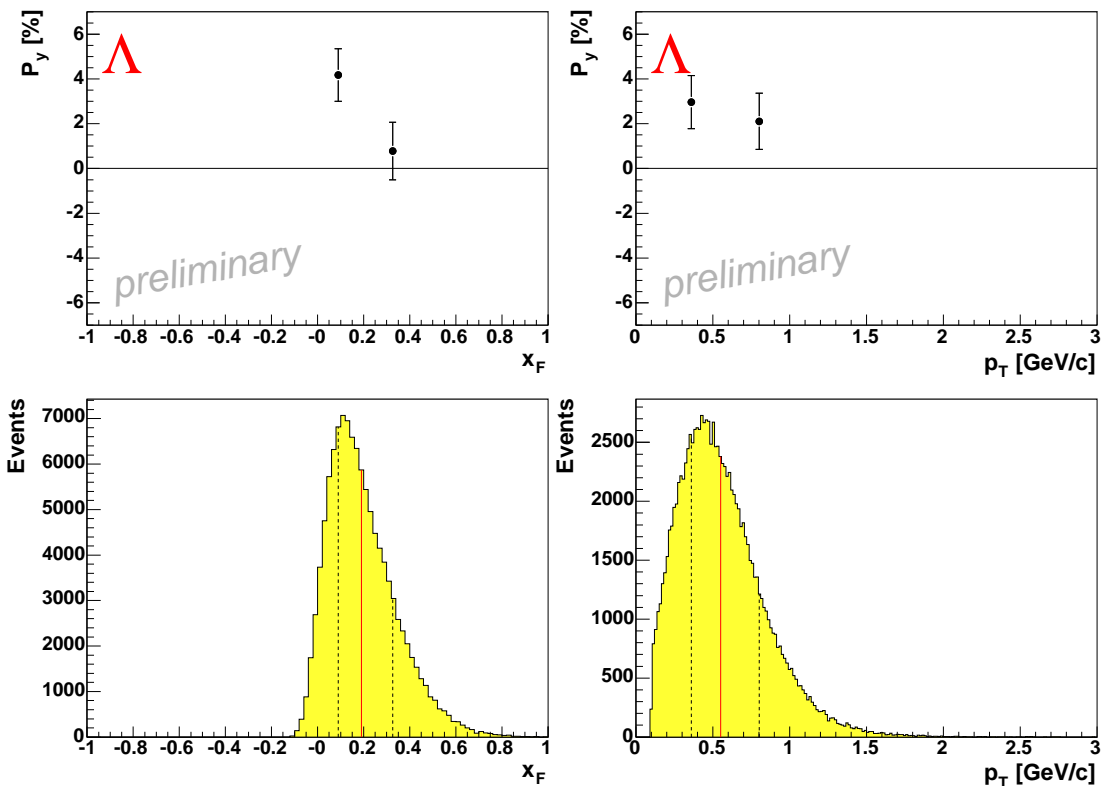 P_y [%]
Λ
6
4
2
0
-2
-4
-6
preliminary
-1 -0.8 -0.6 -0.4 -0.2 -0 0.2 0.4 0.6 0.8 1
x_F
P_y [%]
Λ
6
4
2
0
-2
-4
-6
preliminary
0 0.5 1 1.5 2 2.5 3
p_T [GeV/c]
Events
7000
6000
5000
4000
3000
2000
1000
0
-1 -0.8 -0.6 -0.4 -0.2 -0 0.2 0.4 0.6 0.8 1
x_F
Events
2500
2000
1500
1000
500
0
0 0.5 1 1.5 2 2.5 3
p_T [GeV/c]